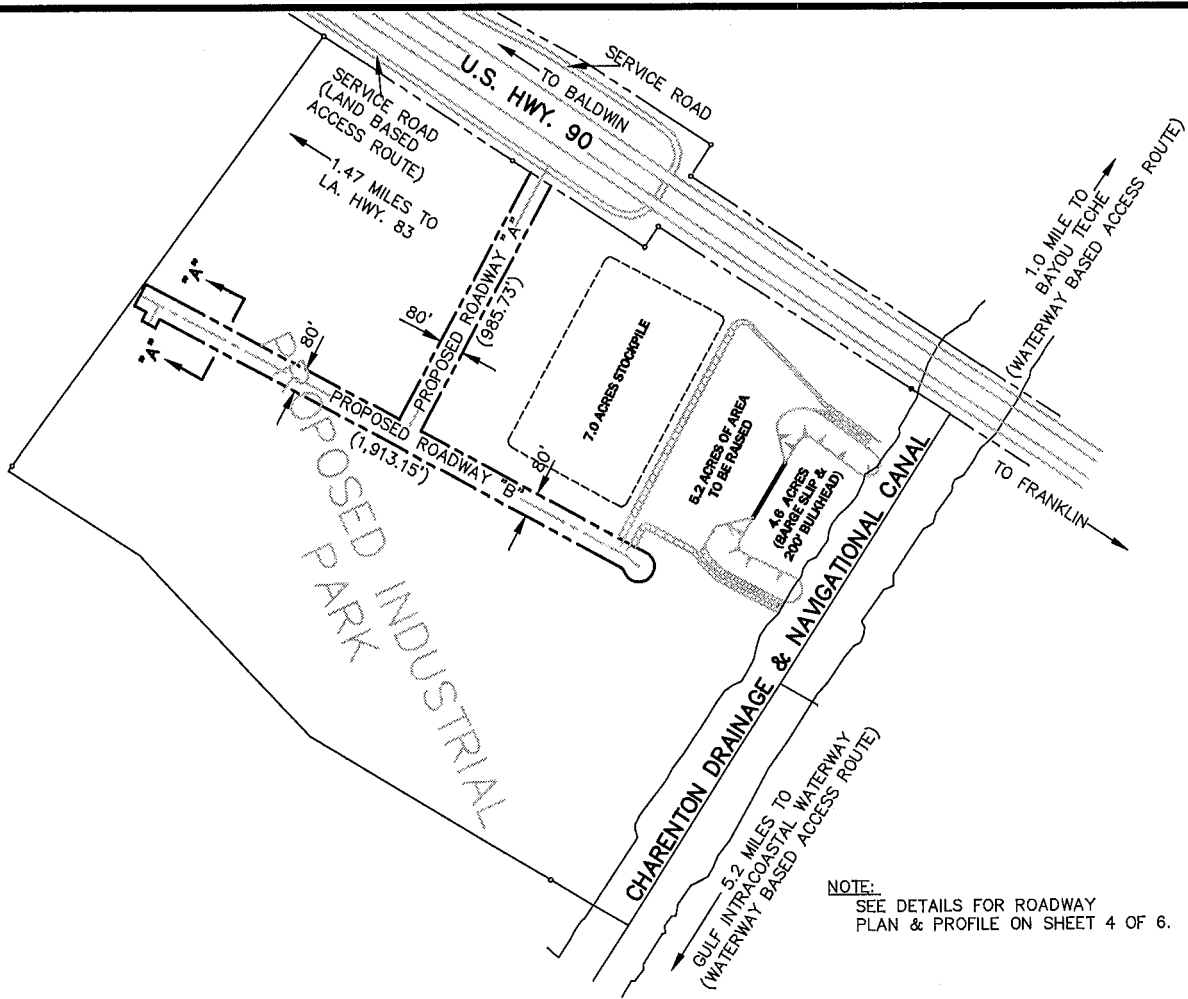 SERVICE ROAD
TO BALDWIN
U.S. HWY. 90
SERVICE ROAD
(LAND BASED
ACCESS ROUTE)
1.47 MILES TO
LA. HWY. 83
1.0 MILE TO
BAYOU TECHE
(WATERWAY BASED ACCESS ROUTE)
"A"
"A"
80'
80'
PROPOSED ROADWAY "A"
(985.73')
PROPOSED ROADWAY "B"
(1,913.15')
80'
7.0 ACRES STOCKPILE
5.2 ACRES OF AREA
TO BE RAISED
4.6 ACRES
(BARGE SLIP &
200' BULKHEAD)
TO FRANKLIN
PROPOSED INDUSTRIAL
PARK
CHARENTON DRAINAGE & NAVIGATIONAL CANAL
5.2 MILES TO
GULF INTRACOASTAL WATERWAY
(WATERWAY BASED ACCESS ROUTE)
NOTE:
SEE DETAILS FOR ROADWAY
PLAN & PROFILE ON SHEET 4 OF 6.